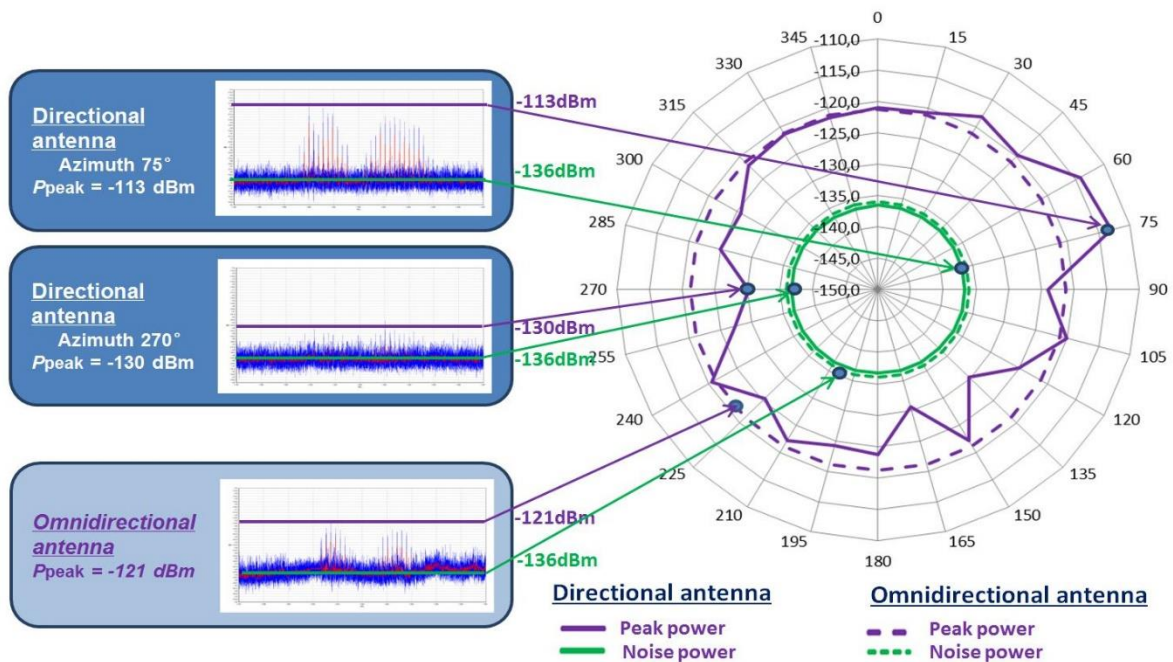 Directional
antenna
Azimuth 75°
Ppeak = -113 dBm
Directional
antenna
Azimuth 270°
Ppeak = -130 dBm
Omnidirectional
antenna
Ppeak = -121 dBm
-113dBm
-136dBm
-130dBm
-136dBm
-121dBm
-136dBm
0
15
30
45
60
75
90
105
120
135
150
165
180
195
210
225
240
255
270
285
300
315
330
345
-110,0
-115,0
-120,0
-125,0
-130,0
-135,0
-140,0
-145,0
-150,0
Directional antenna
Peak power
Noise power
Omnidirectional antenna
Peak power
Noise power